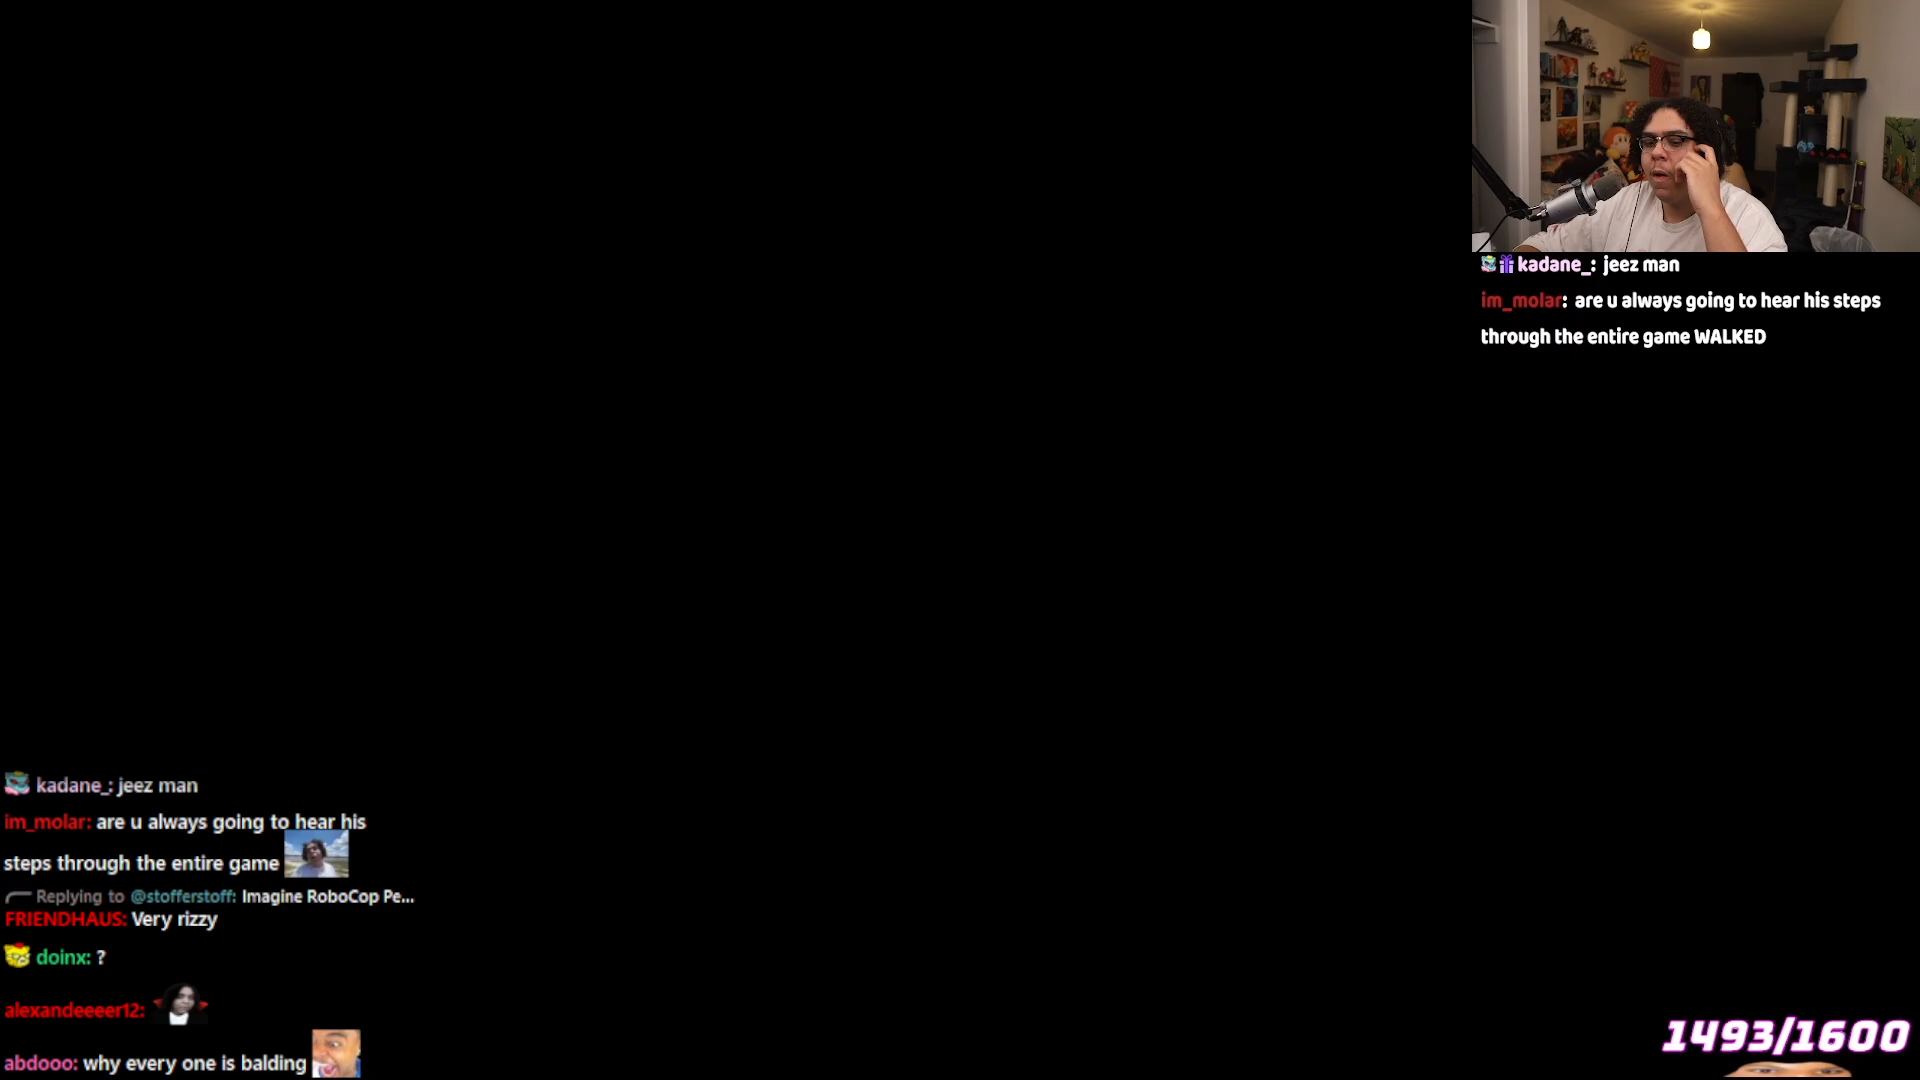 kadane_: jeez man
im_molar: are u always going to hear his steps
through the entire game WALKED
kadane_: jeez man
im_molar: are u always going to hear his
steps through the entire game
Replying to @stofferstoff: Imagine RoboCop Pe...
FRIENDHAUS: Very rizzy
doinx: ?
alexandeeeer12:
abdooo: why every one is balding
1493/1600